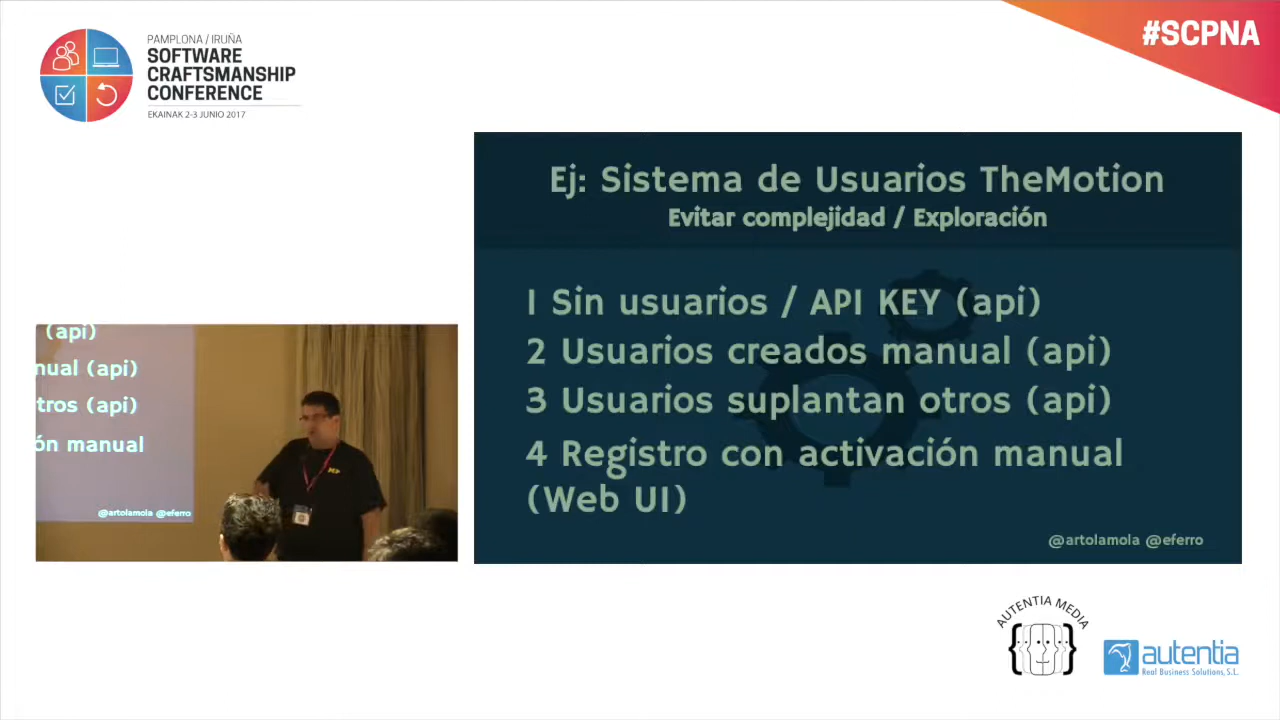 PAMPLONA / IRUÑA
SOFTWARE
CRAFTSMANSHIP
CONFERENCE
EKAINAK 2-3 JUNIO 2017
#SCPNA
Ej: Sistema de Usuarios TheMotion
Evitar complejidad / Exploración
1 Sin usuarios / API KEY (api)
2 Usuarios creados manual (api)
3 Usuarios suplantan otros (api)
4 Registro con activación manual
(Web UI)
@artolamola @eferro
(api)
nual (api)
tros (api)
ón manual
@artolamola @eferro
AUTENTIA MEDIA
autentia
Real Business Solutions, S.L.